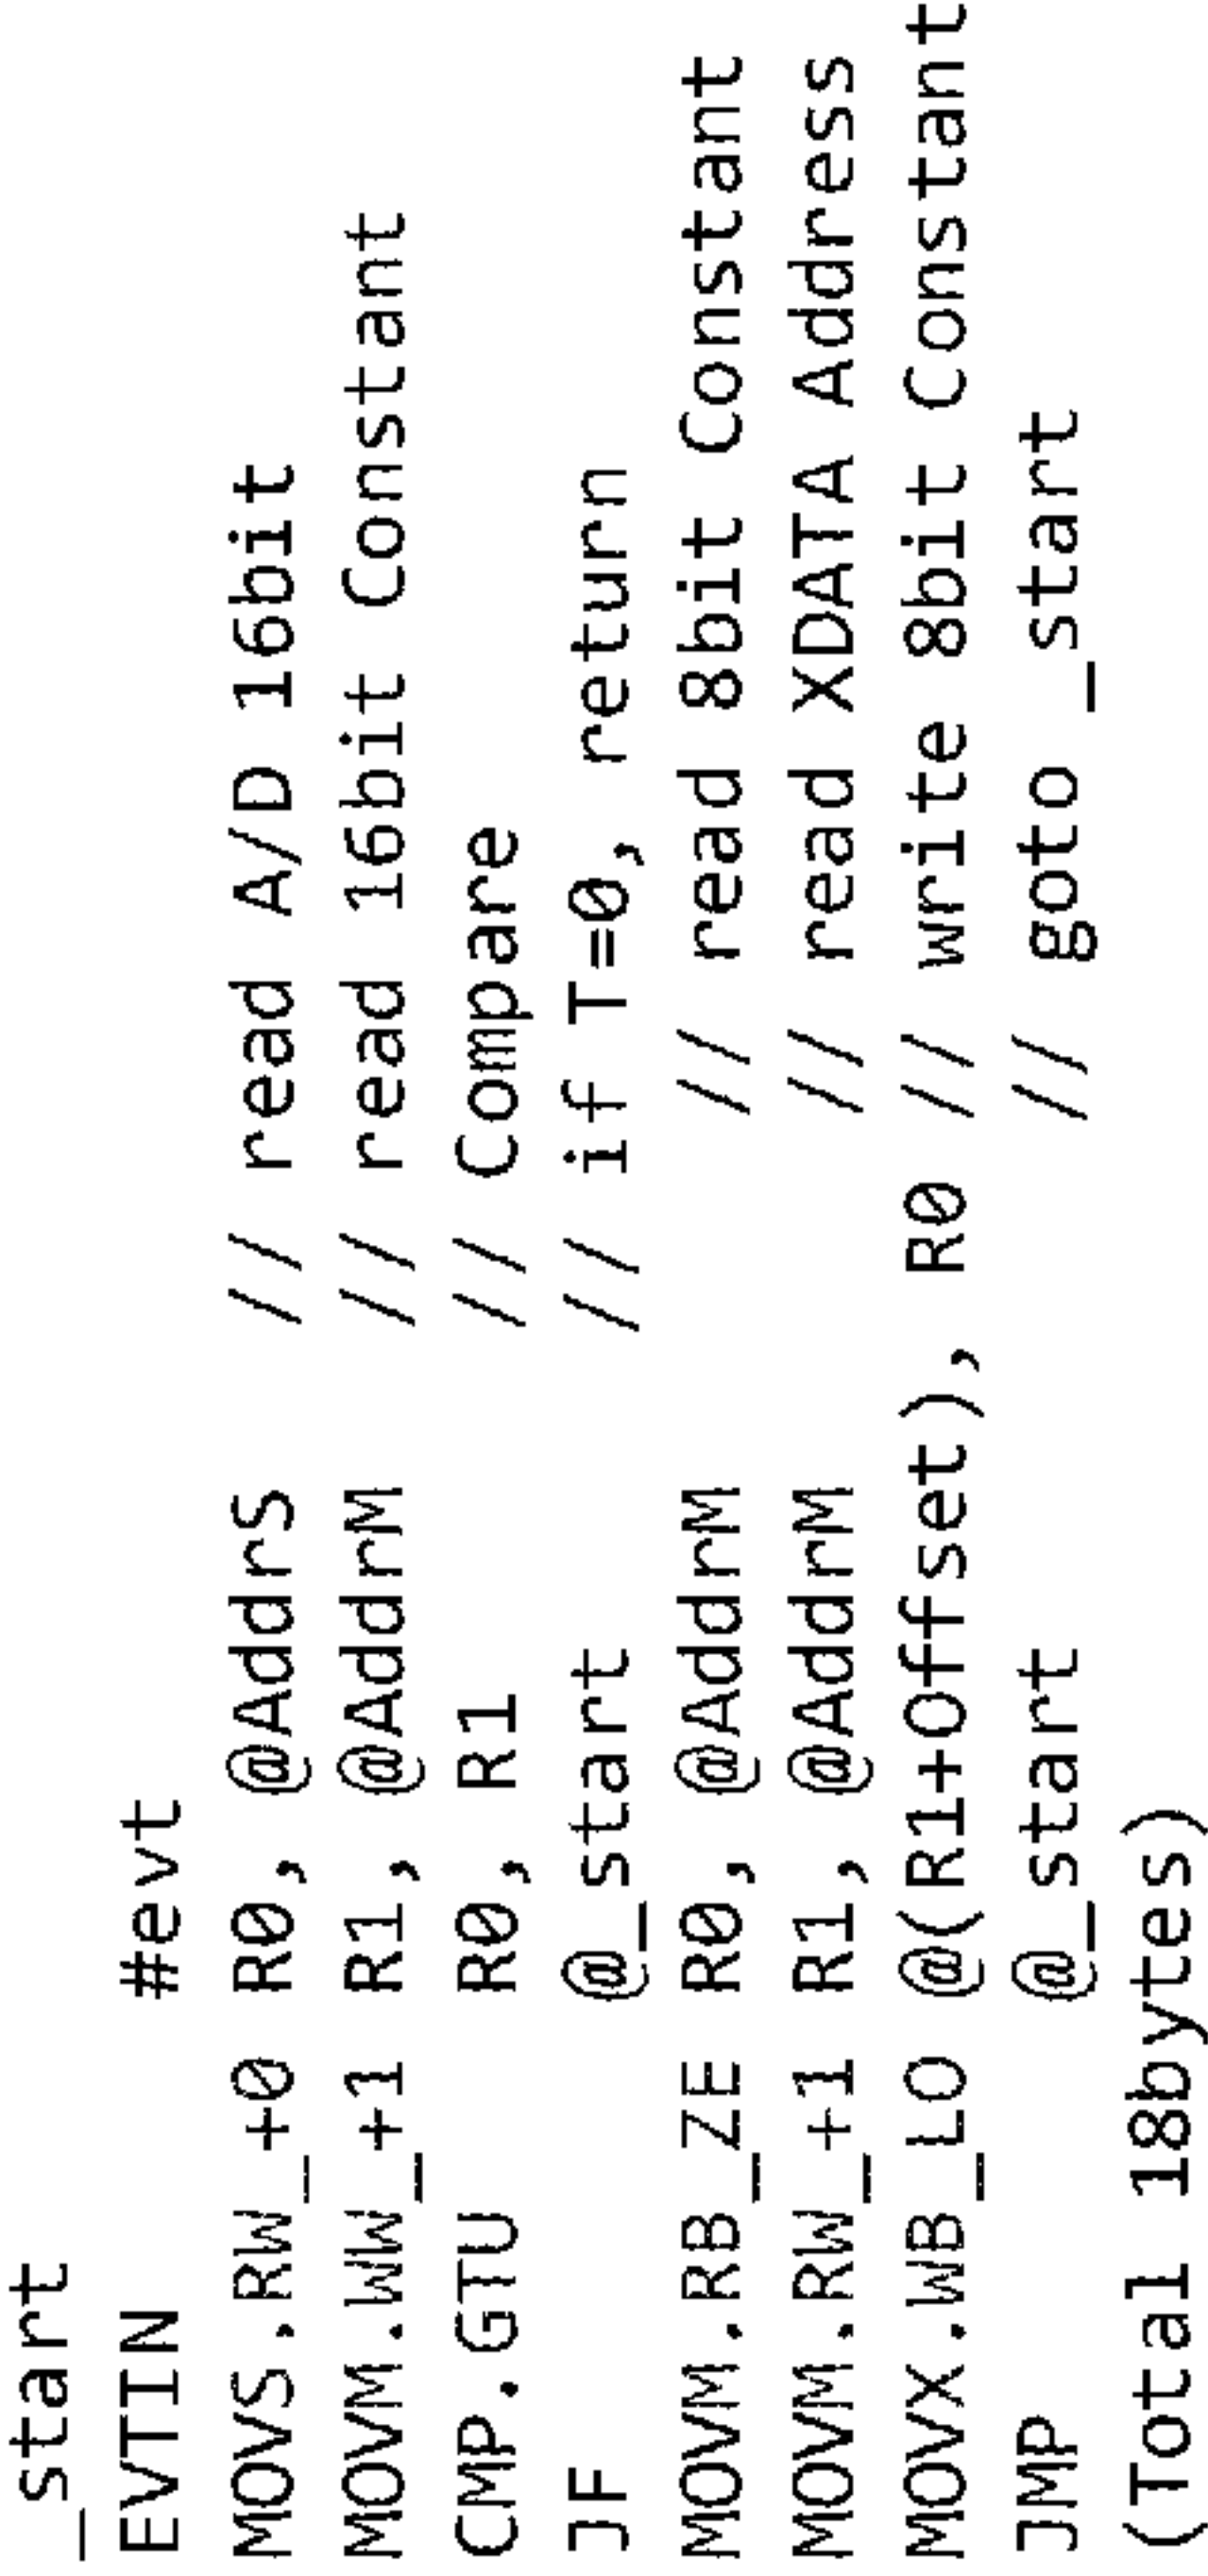 _start
EVTIN #evt
MOVS.RW_+0 R0, @AddrS // read A/D 16bit
MOVM.WW_+1 R1, @AddrM // read 16bit Constant
CMP.GTU R0, R1 // Compare
JF @_start // if T=0, return
MOVM.RB_ZE R0, @AddrM // read 8bit Constant
MOVM.RW_+1 R1, @AddrM // read XDATA Address
MOVX.WB_LO @(R1+Offset), R0 // write 8bit Constant
JMP @_start // goto _start
(Total 18bytes)